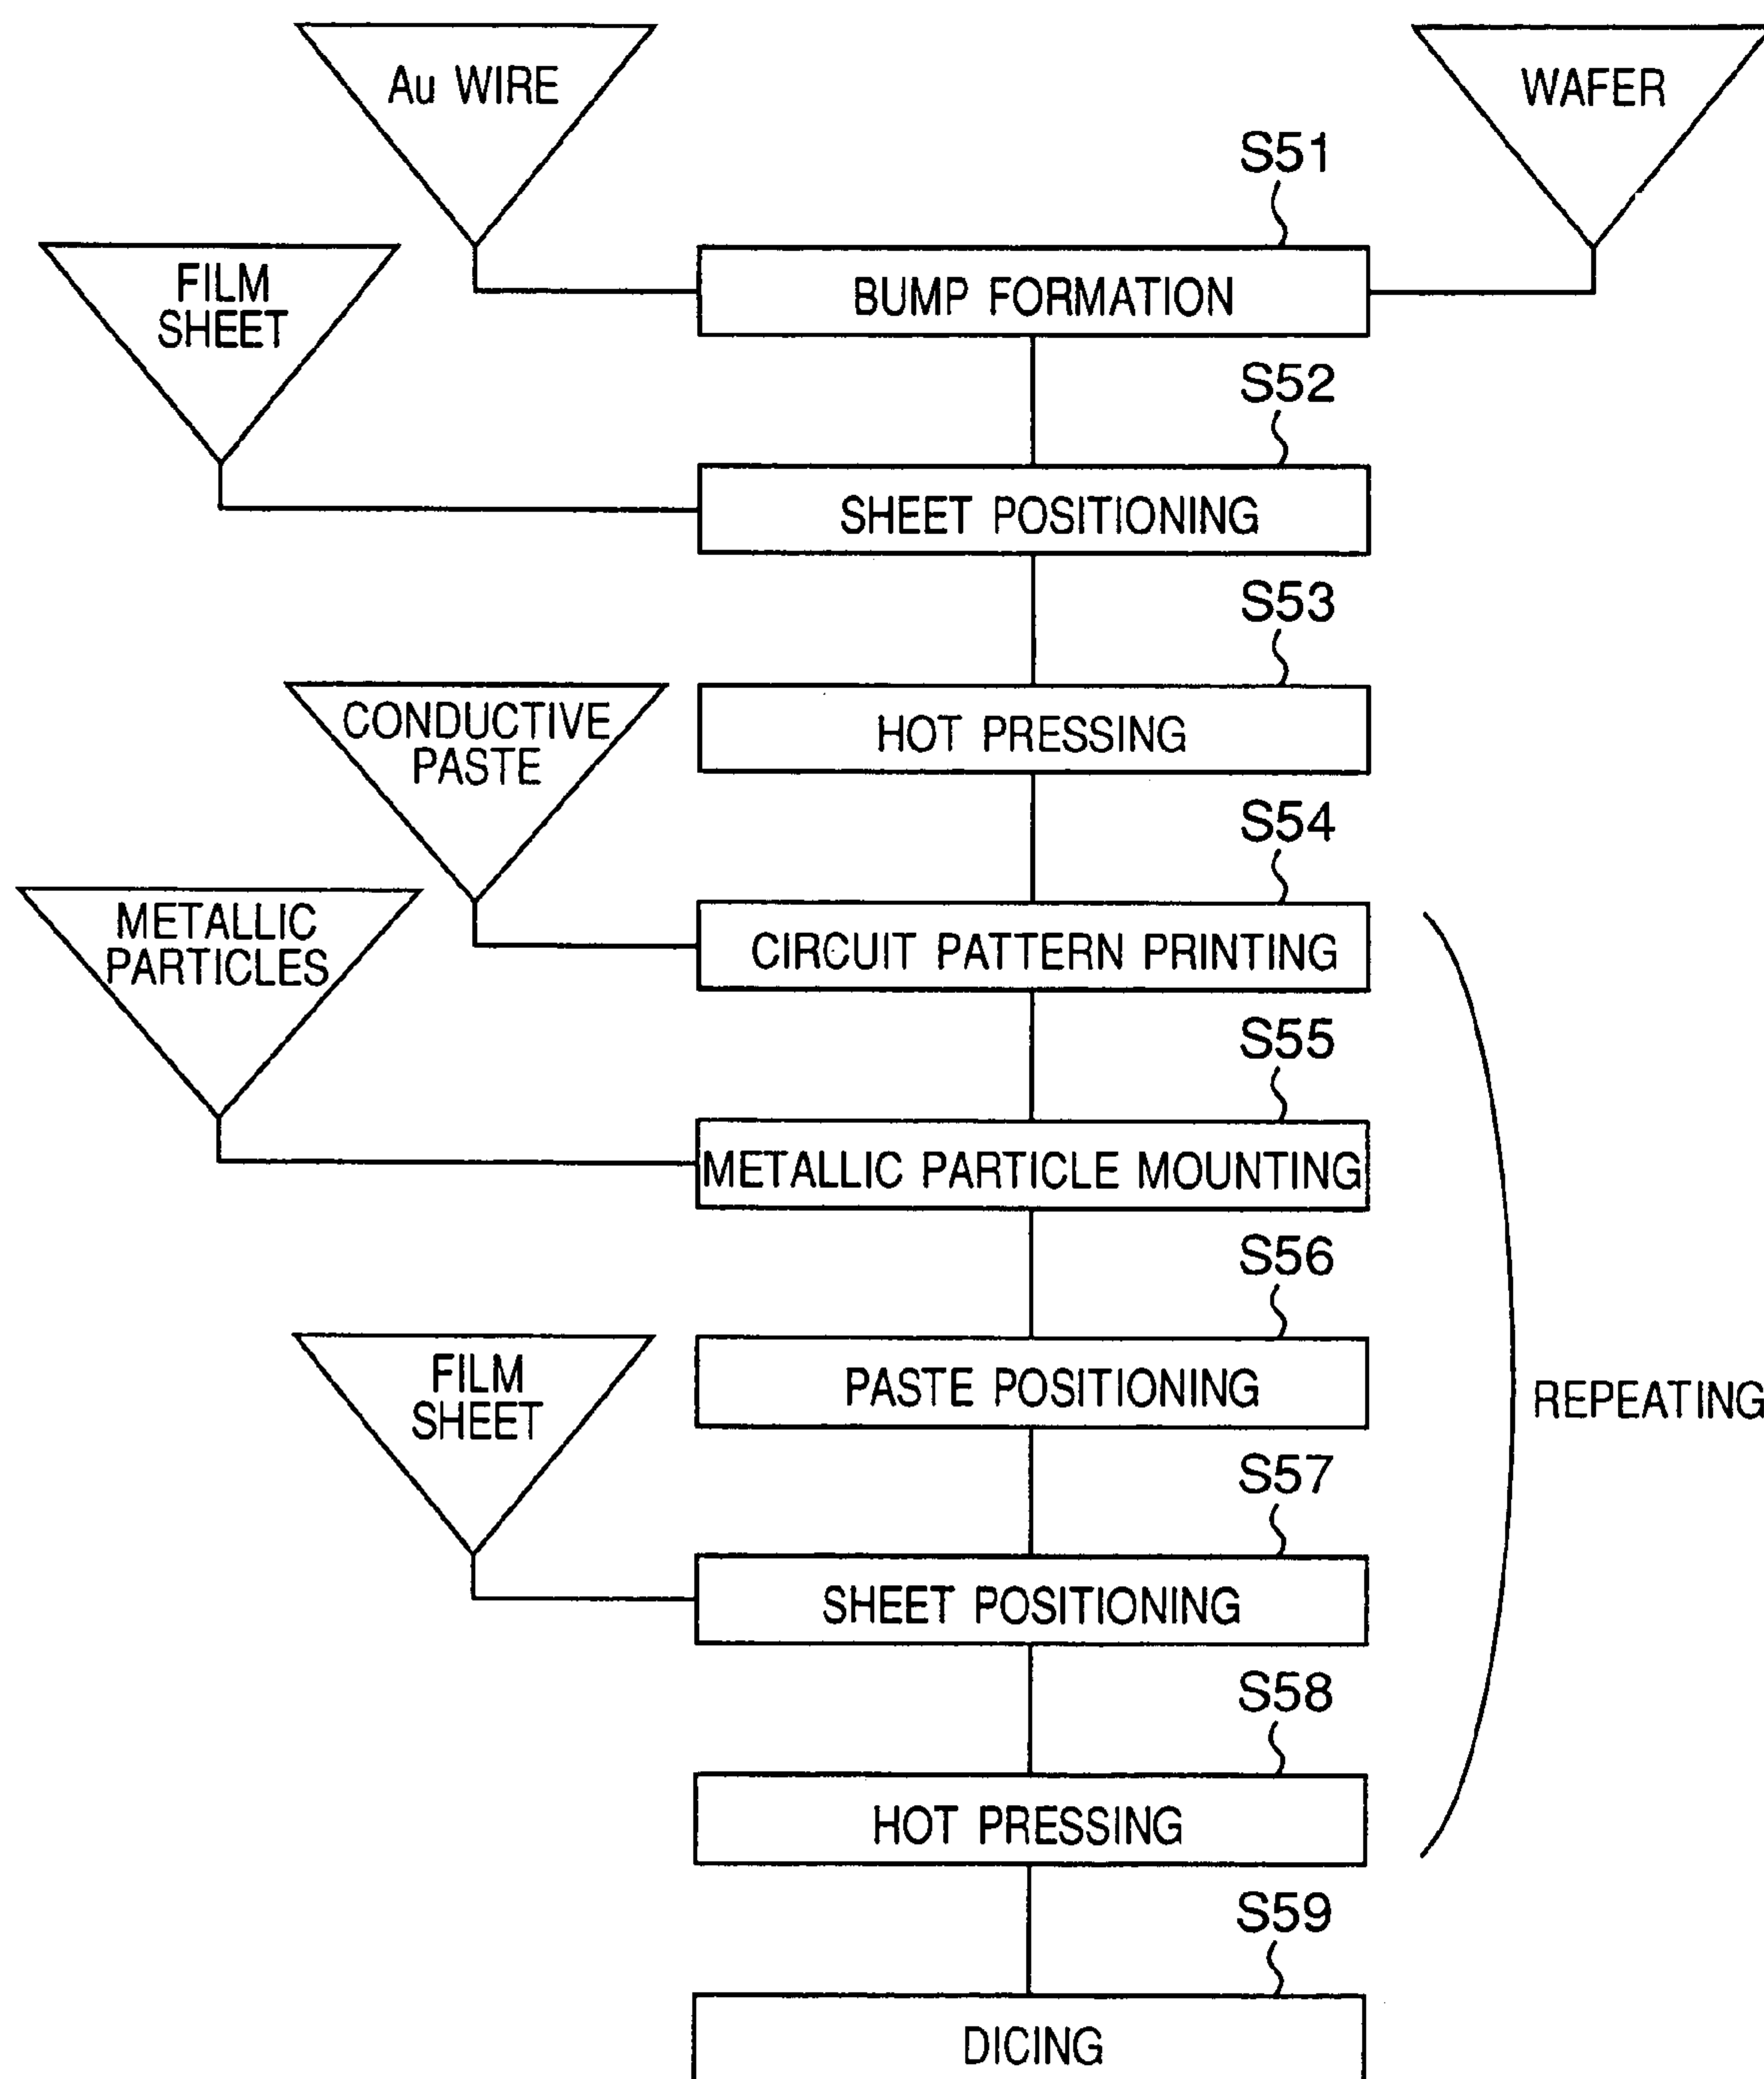 Au WIRE
WAFER
S51
FILM
SHEET
BUMP FORMATION
S52
SHEET POSITIONING
S53
CONDUCTIVE
PASTE
HOT PRESSING
S54
METALLIC
PARTICLES
CIRCUIT PATTERN PRINTING
S55
METALLIC PARTICLE MOUNTING
S56
FILM
SHEET
PASTE POSITIONING
REPEATING
S57
SHEET POSITIONING
S58
HOT PRESSING
S59
DICING